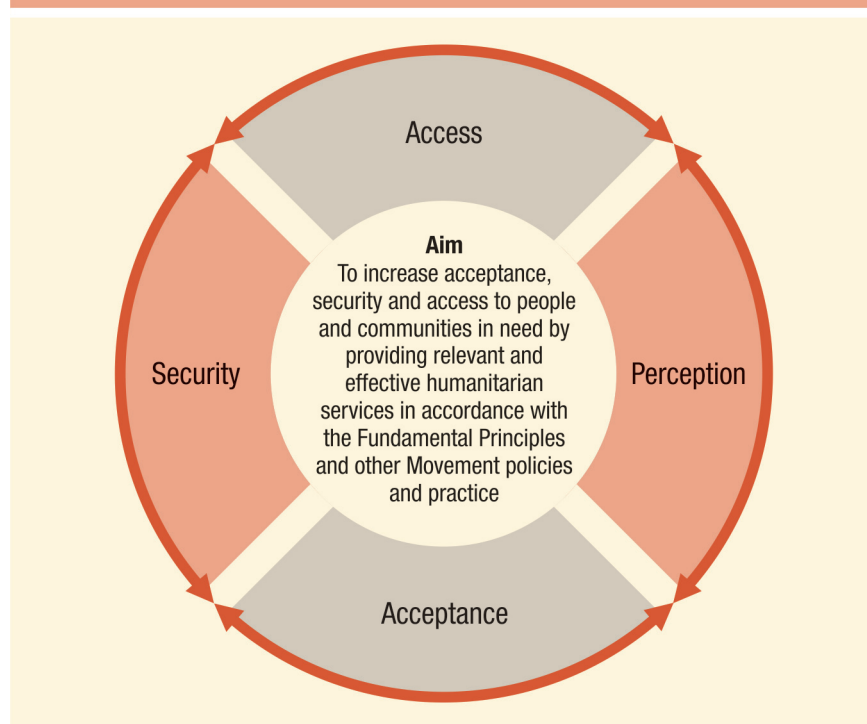 Access
Aim
To increase acceptance,
security and access to people
and communities in need by
providing relevant and
effective humanitarian
services in accordance with
the Fundamental Principles
and other Movement policies
and practice
Security
Perception
Acceptance